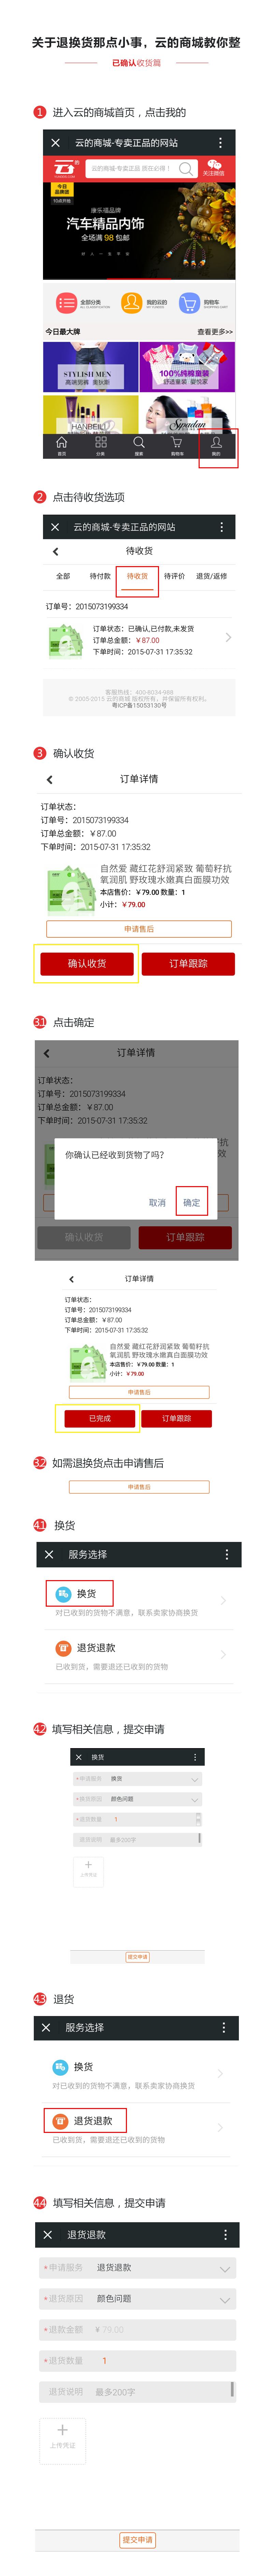 关于退换货那点小事，云的商城教你整
已确认收货篇
1 进入云的商城首页，点击我的
云的商城-专卖正品的网站
云的商城-专卖正品 质在必得！
关注微信
今日品牌
10点开抢
康乐福品牌
汽车精品内饰
全场满 98 包邮
好 人 一 生 平 安
全部分类
我的云的
购物车
今日最大牌
查看更多>>
STYLISH MEN
高端男裤 美臀款
100%纯棉童装
舒适童装 宝悦家
HANBEILI
Sipadan
首页
分类
搜索
购物车
我的
2 点击待收货选项
云的商城-专卖正品的网站
待收货
全部 待付款 待收货 待评价 退货/返修
订单号：2015073199334
订单状态：已确认,已付款,未发货
订单总金额：￥87.00
下单时间：2015-07-31 17:35:32
客服热线：400-8034-988
© 2005-2015 云的商城 版权所有，并保留所有权利。
粤ICP备15053130号
3 确认收货
订单详情
订单状态：
订单号：2015073199334
订单总金额：￥87.00
下单时间：2015-07-31 17:35:32
自然爱 藏红花舒润紧致 葡萄籽抗
氧润肌 野玫瑰水嫩真白面膜功效
本店售价：￥79.00 数量：1
小计：￥79.00
申请售后
确认收货 订单跟踪
3.1 点击确定
订单详情
订单状态：
订单号：2015073199334
订单总金额：￥87.00
下单时间：2015-07-31 17:35:32
你确认已经收到货物了吗？
取消 确定
确认收货 订单跟踪
订单详情
订单状态：
订单号：2015073199334
订单总金额：￥87.00
下单时间：2015-07-31 17:35:32
自然爱 藏红花舒润紧致 葡萄籽抗
氧润肌 野玫瑰水嫩真白面膜功效
本店售价：￥79.00 数量：1
小计：￥79.00
申请售后
已完成 订单跟踪
3.2 如需退换货点击申请售后
申请售后
4.1 换货
服务选择
换货
对已收到的货物不满意，联系卖家协商换货
退货退款
已收到货，需要退还已收到的货物
4.2 填写相关信息，提交申请
换货
*申请服务 换货
*换货原因 颜色问题
*退货数量 1
退货说明 最多200字
上传凭证
提交申请
4.3 退货
服务选择
换货
对已收到的货物不满意，联系卖家协商换货
退货退款
已收到货，需要退还已收到的货物
4.4 填写相关信息，提交申请
退货退款
*申请服务 退货退款
*退货原因 颜色问题
*退款金额 ¥ 79.00
*退货数量 1
退货说明 最多200字
上传凭证
提交申请